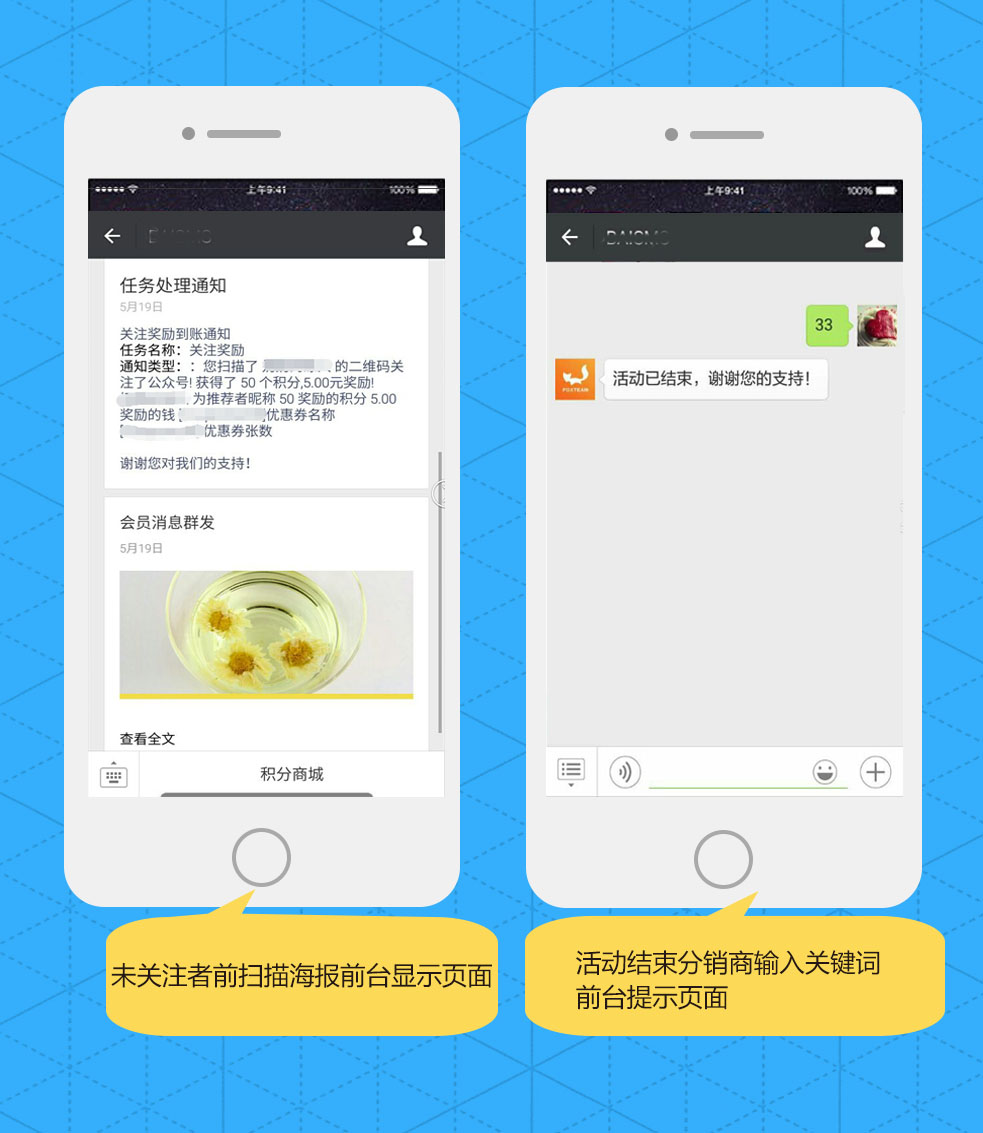 上午9:41
100%
任务处理通知
5月19日
关注奖励到账通知
任务名称：关注奖励
通知类型：：您扫描了 的二维码关
注了公众号! 获得了 50 个积分,5.00元奖励!
为推荐者昵称 50 奖励的积分 5.00
奖励的钱 [ 优惠券名称
[ 优惠券张数
谢谢您对我们的支持！
会员消息群发
5月19日
查看全文
积分商城
未关注者前扫描海报前台显示页面
上午9:41
100%
33
FOXTEAM
活动已结束，谢谢您的支持！
活动结束分销商输入关键词
前台提示页面